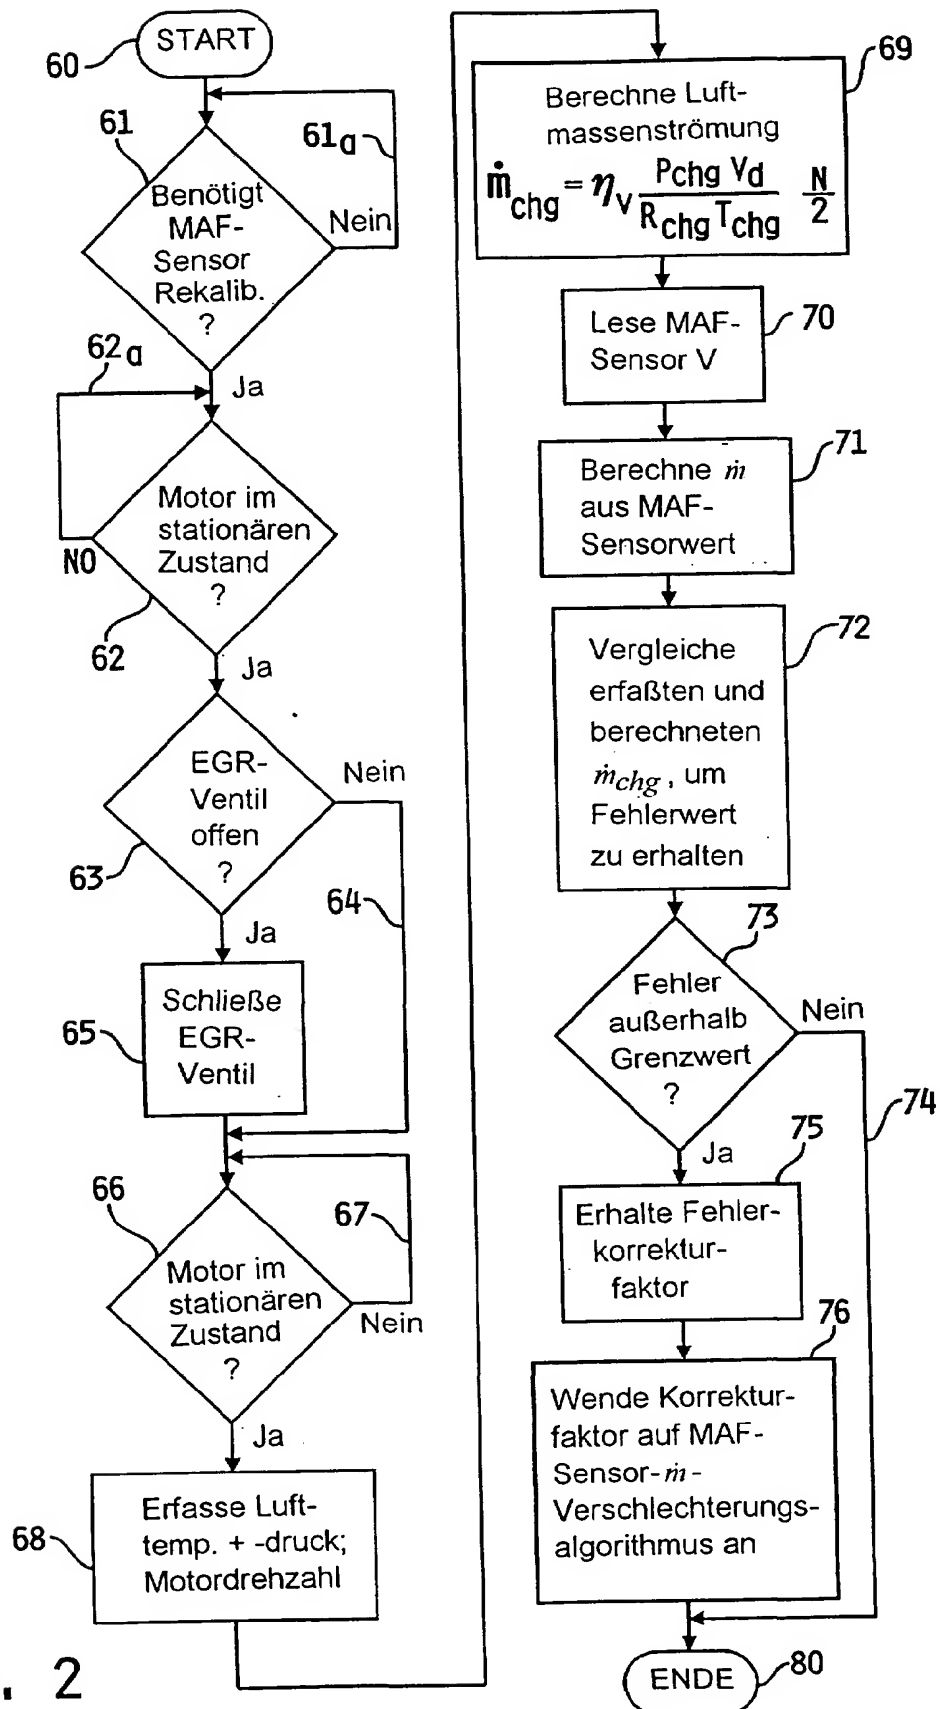 60
START
61
61a
Benötigt
MAF-
Sensor
Rekalib.
?
Nein
62a
Ja
Motor im
stationären
Zustand
?
NO
62
Ja
EGR-
Ventil
offen
?
Nein
63
64
Ja
65
Schließe
EGR-
Ventil
66
67
Motor im
stationären
Zustand
?
Nein
Ja
68
Erfasse Luft-
temp. + -druck;
Motordrehzahl
69
Berechne Luft-
massenströmung
ṁchg = ηv Pchg Vd / Rchg Tchg N/2
70
Lese MAF-
Sensor V
71
Berechne ṁ
aus MAF-
Sensorwert
72
Vergleiche
erfaßten und
berechneten
ṁchg, um
Fehlerwert
zu erhalten
73
Fehler
außerhalb
Grenzwert
?
Nein
74
Ja
75
Erhalte Fehler-
korrektur-
faktor
76
Wende Korrektur-
faktor auf MAF-
Sensor-ṁ-
Verschlechterungs-
algorithmus an
ENDE
80
. 2